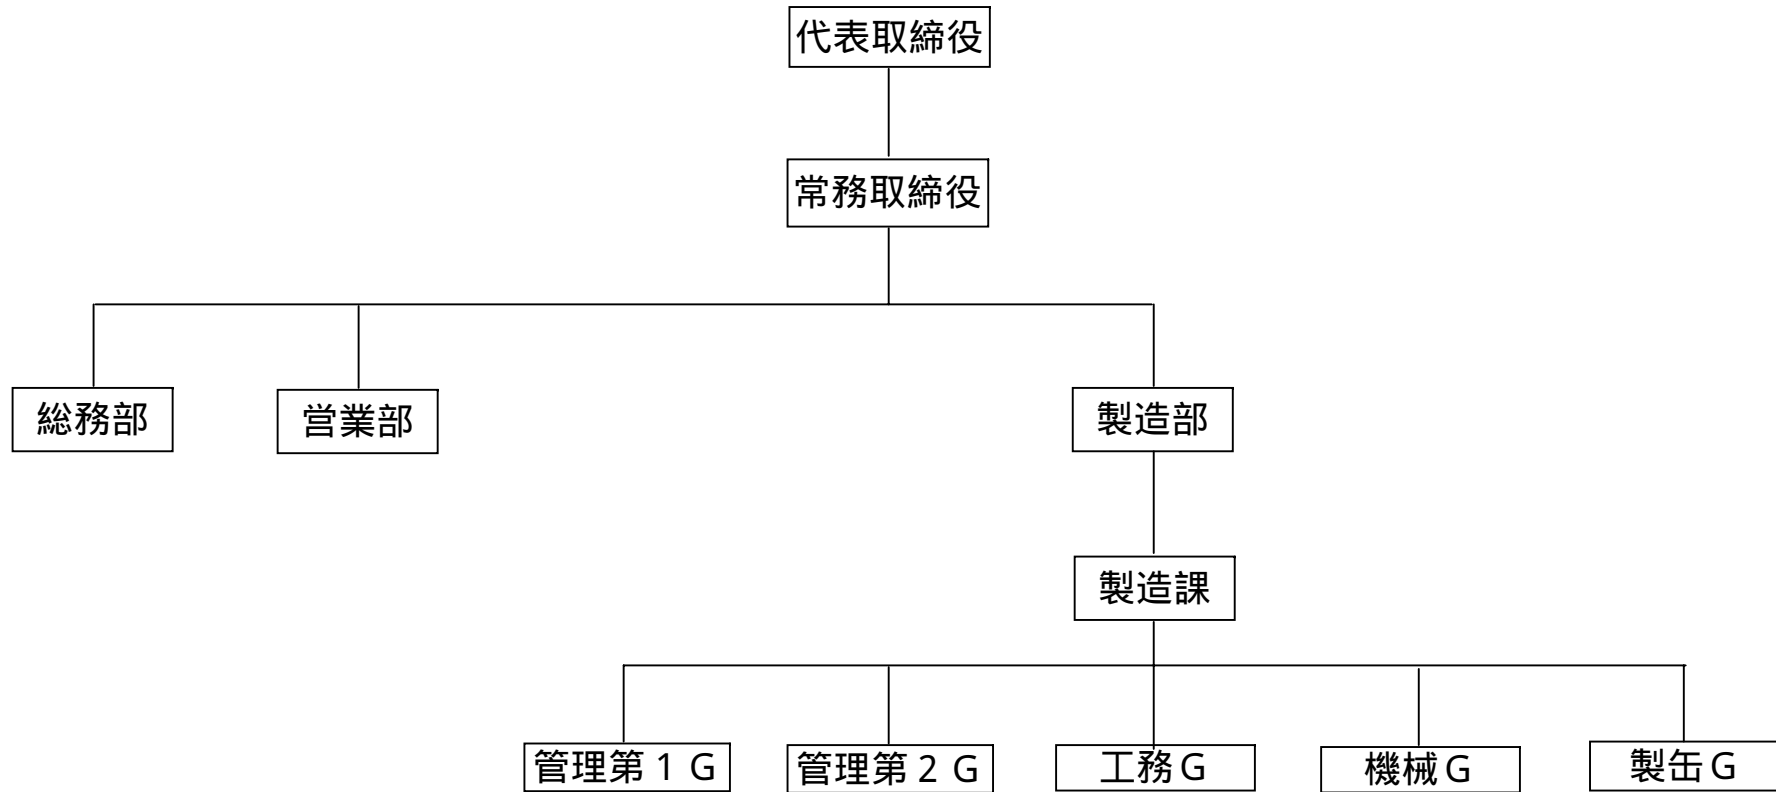 代表取締役
常務取締役
総務部
営業部
製造部
製造課
管理第１Ｇ
管理第２Ｇ
工務Ｇ
機械Ｇ
製缶Ｇ